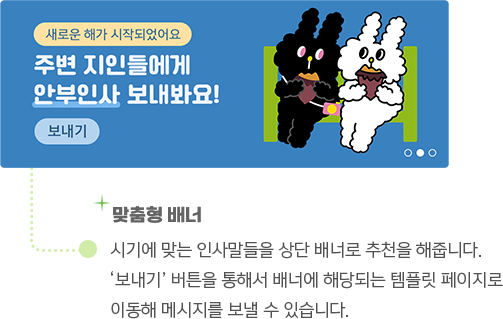 새로운 해가 시작되었어요
주변 지인들에게
안부인사 보내봐요!
보내기
맞춤형 배너
시기에 맞는 인사말들을 상단 배너로 추천을 해줍니다.
‘보내기’ 버튼을 통해서 배너에 해당되는 템플릿 페이지로
이동해 메시지를 보낼 수 있습니다.